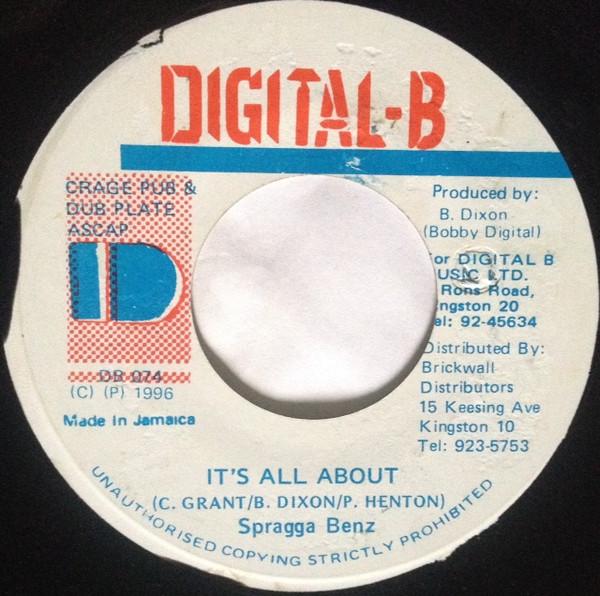 DIGITAL-B
CRAGE PUB &
DUB PLATE
ASCAP
D
DB 074
(C) (P) 1996
Made In Jamaica
Produced by:
B. Dixon
(Bobby Digital)
or DIGITAL B
USIC LTD.
Rons Road,
ngston 20
el: 92-45634
Distributed By:
Brickwall
Distributors
15 Keesing Ave
Kingston 10
Tel: 923-5753
IT'S ALL ABOUT
(C. GRANT/B. DIXON/P. HENTON)
Spragga Benz
UNAUTHORISED COPYING STRICTLY PROHIBITED